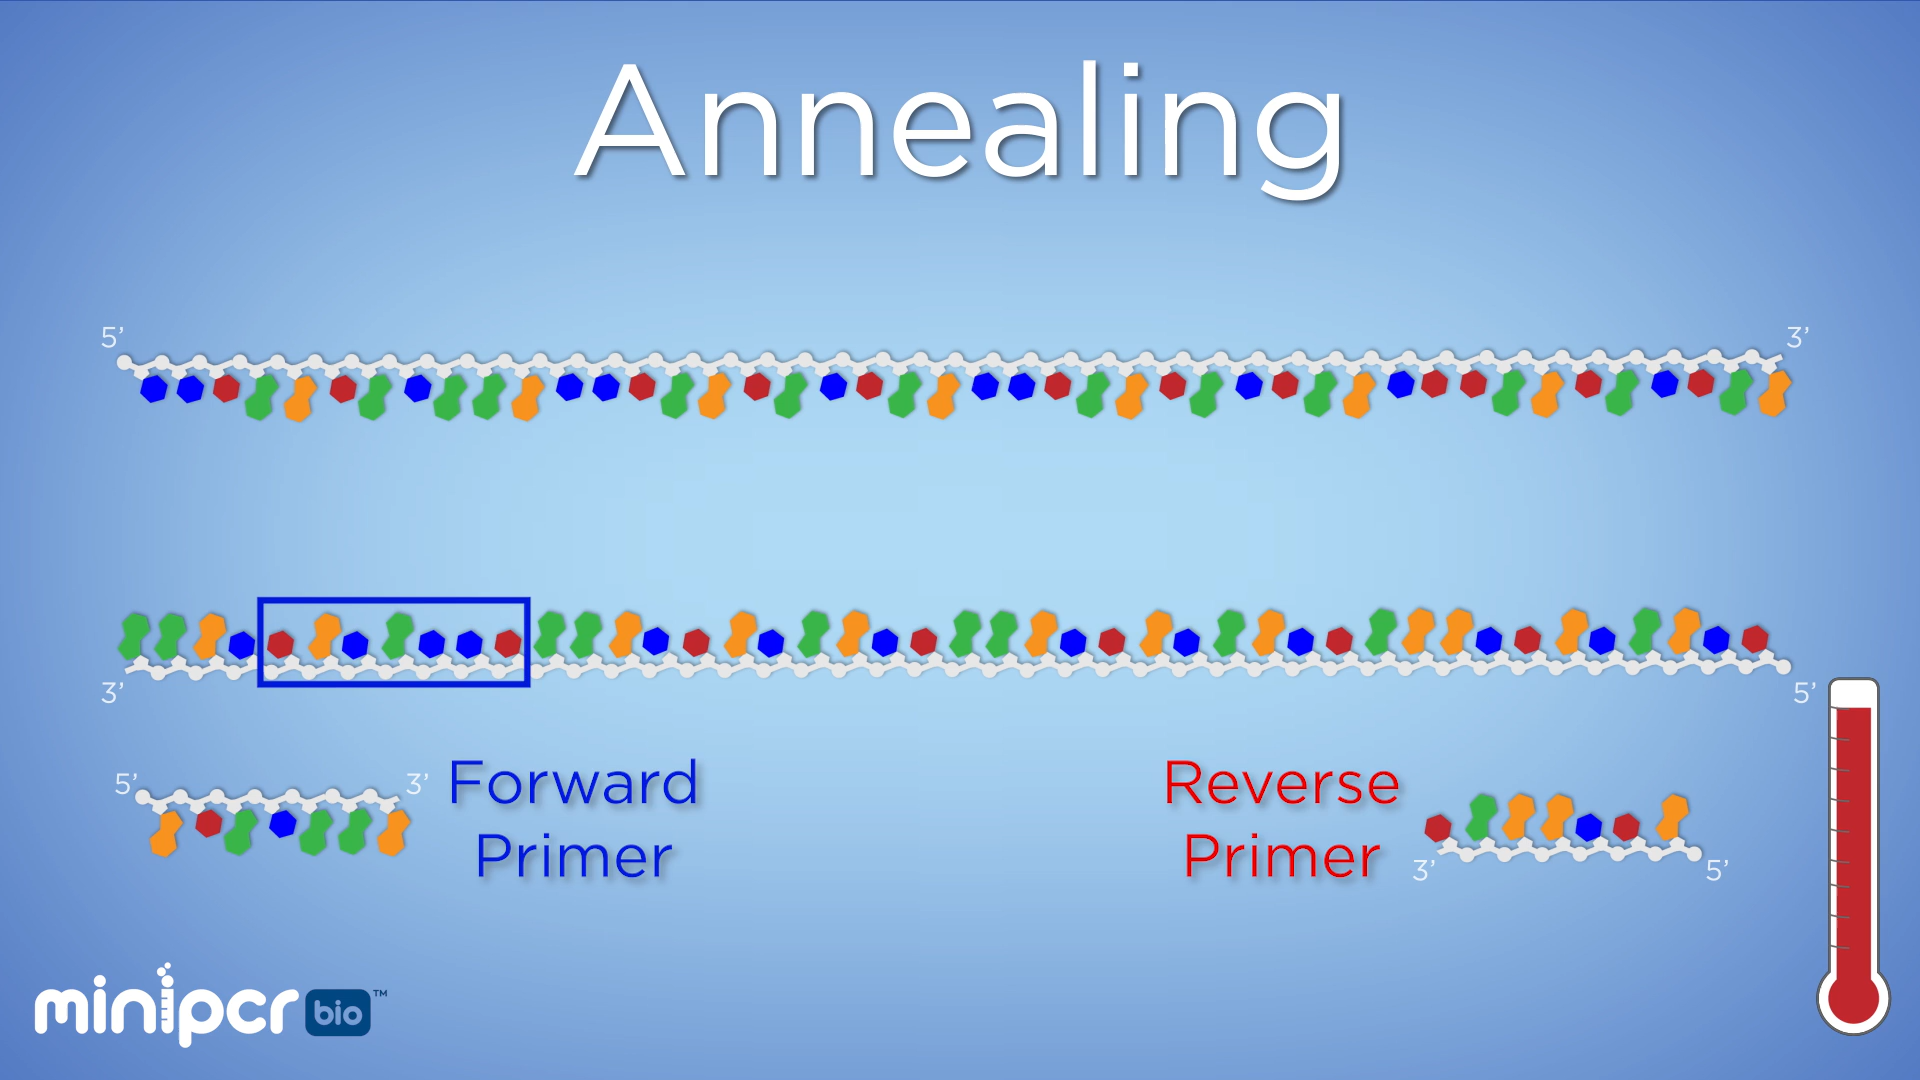 Annealing
5’
3’
3’
5’
5’
3’
Forward
Primer
Reverse
Primer
3’
5’
minipcr bio™